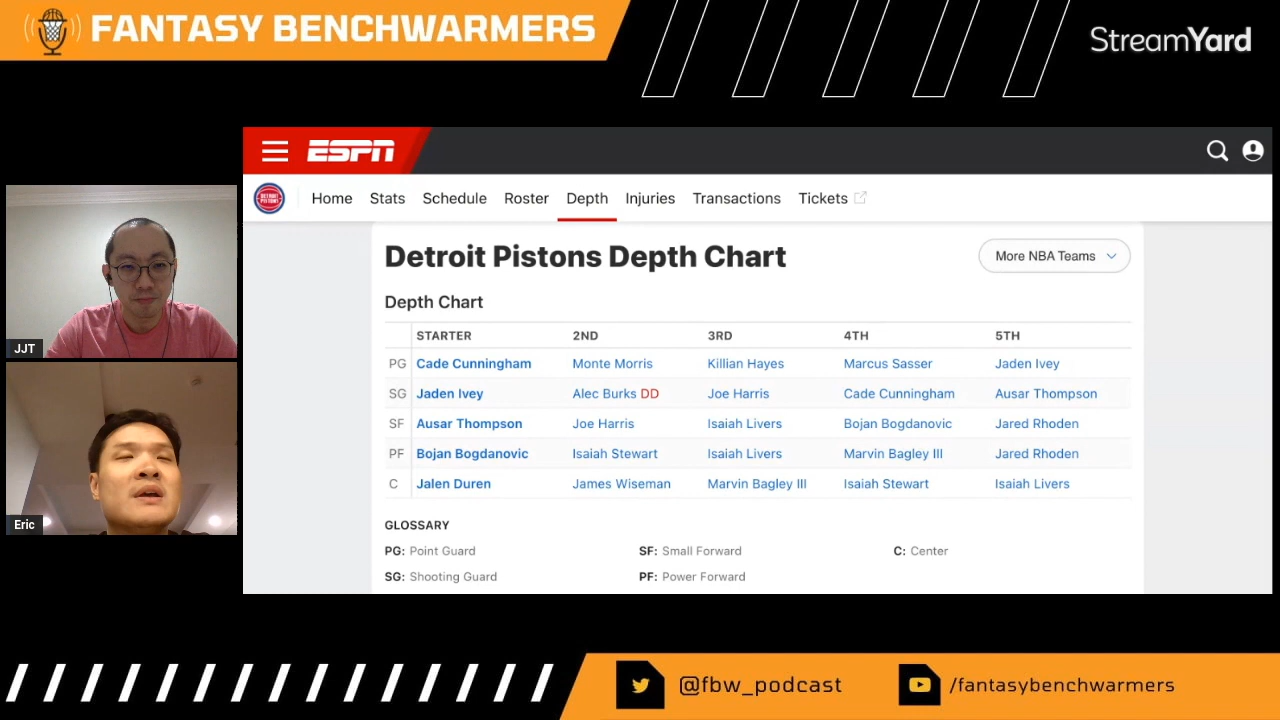 FANTASY BENCHWARMERS
StreamYard
ESPN
DETROIT PISTONS
Home Stats Schedule Roster Depth Injuries Transactions Tickets
Detroit Pistons Depth Chart
More NBA Teams
Depth Chart
STARTER 2ND 3RD 4TH 5TH
PG Cade Cunningham Monte Morris Killian Hayes Marcus Sasser Jaden Ivey
SG Jaden Ivey Alec Burks DD Joe Harris Cade Cunningham Ausar Thompson
SF Ausar Thompson Joe Harris Isaiah Livers Bojan Bogdanovic Jared Rhoden
PF Bojan Bogdanovic Isaiah Stewart Isaiah Livers Marvin Bagley III Jared Rhoden
C Jalen Duren James Wiseman Marvin Bagley III Isaiah Stewart Isaiah Livers
GLOSSARY
PG: Point Guard SF: Small Forward C: Center
SG: Shooting Guard PF: Power Forward
JJT
Eric
@fbw_podcast /fantasybenchwarmers